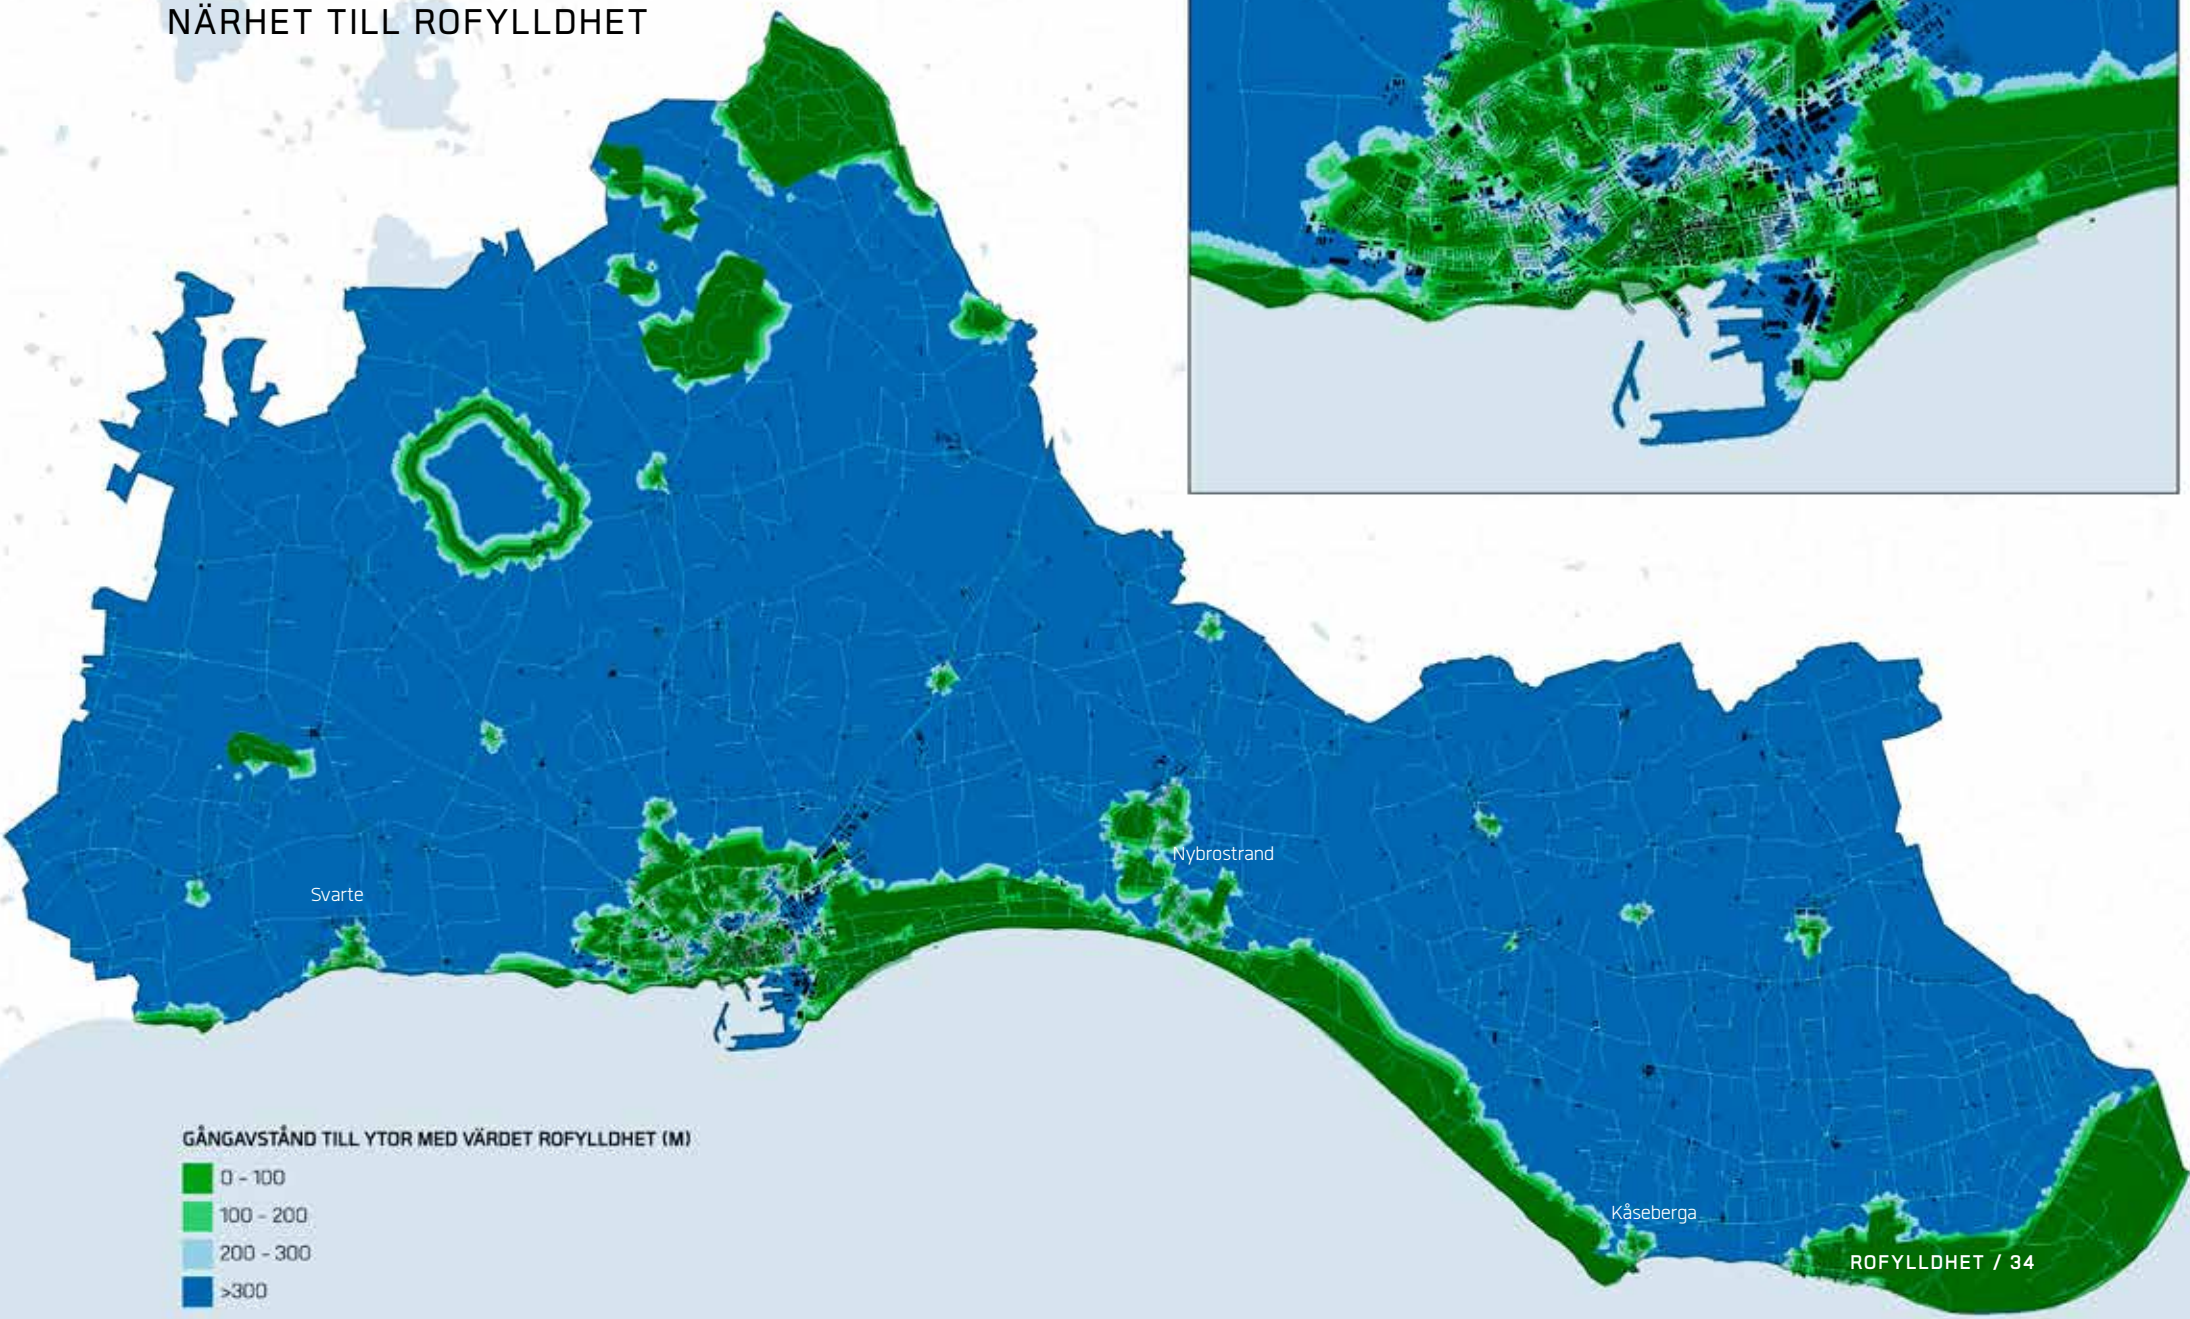 NÄRHET TILL ROFYLLDHET
Nybrostrand
Svarte
GÅNGAVSTÅND TILL YTOR MED VÄRDET ROFYLLDHET (M)
0 - 100
100 - 200
200 - 300
>300
Kåseberga
ROFYLLDHET / 34